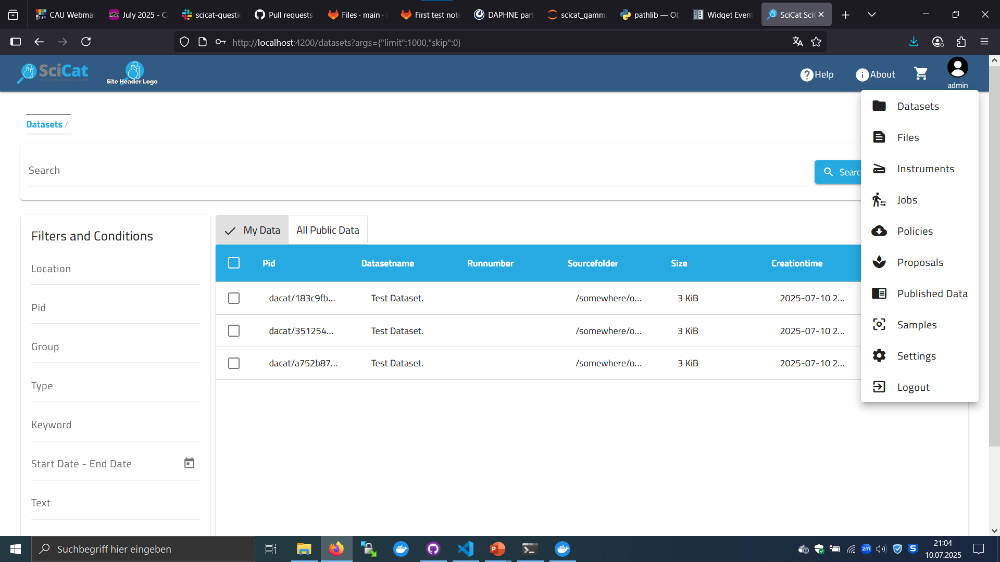 CAU Webmai
July 2025 - C
scicat-questic
Pull requests
Files · main ·
First test note
DAPHNE part
scicat_gamma
pathlib — Ob
Widget Event
SciCat SciC
http://localhost:4200/datasets?args={"limit":1000,"skip":0}
SciCat
Site Header Logo
Help
About
admin
Datasets
Files
Instruments
Jobs
Policies
Proposals
Published Data
Samples
Settings
Logout
Datasets /
Search
Searc
Filters and Conditions
Location
Pid
Group
Type
Keyword
Start Date - End Date
Text
My Data
All Public Data
Pid Datasetname Runnumber Sourcefolder Size Creationtime
dacat/183c9fb... Test Dataset. /somewhere/o... 3 KiB 2025-07-10 2...
dacat/351254... Test Dataset. /somewhere/o... 3 KiB 2025-07-10 2...
dacat/a752b87... Test Dataset. /somewhere/o... 3 KiB 2025-07-10 2...
Suchbegriff hier eingeben
zm
S
21:04
10.07.2025